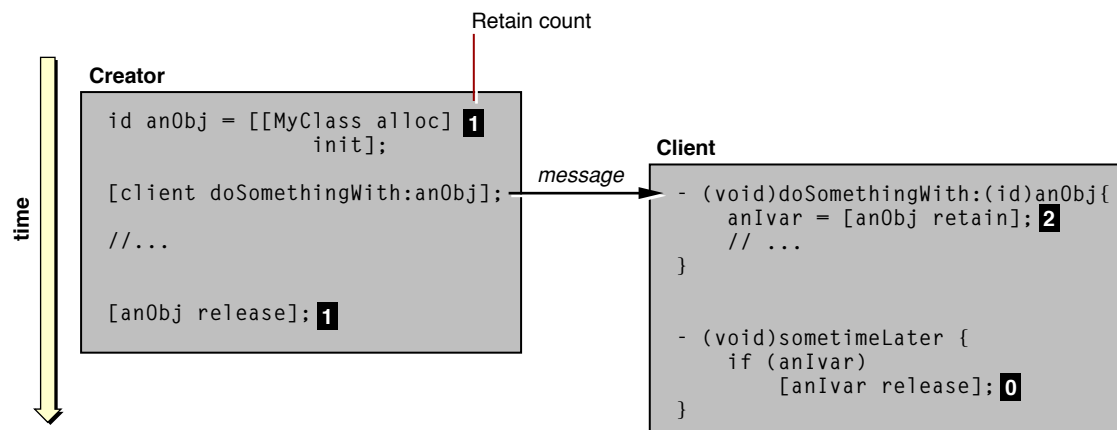 Retain count
Creator
id anObj = [[MyClass alloc] 1
init];
[client doSomethingWith:anObj];
//...
[anObj release]; 1
time
message
Client
- (void)doSomethingWith:(id)anObj{
anIvar = [anObj retain]; 2
// ...
}
- (void)sometimeLater {
if (anIvar)
[anIvar release]; 0
}